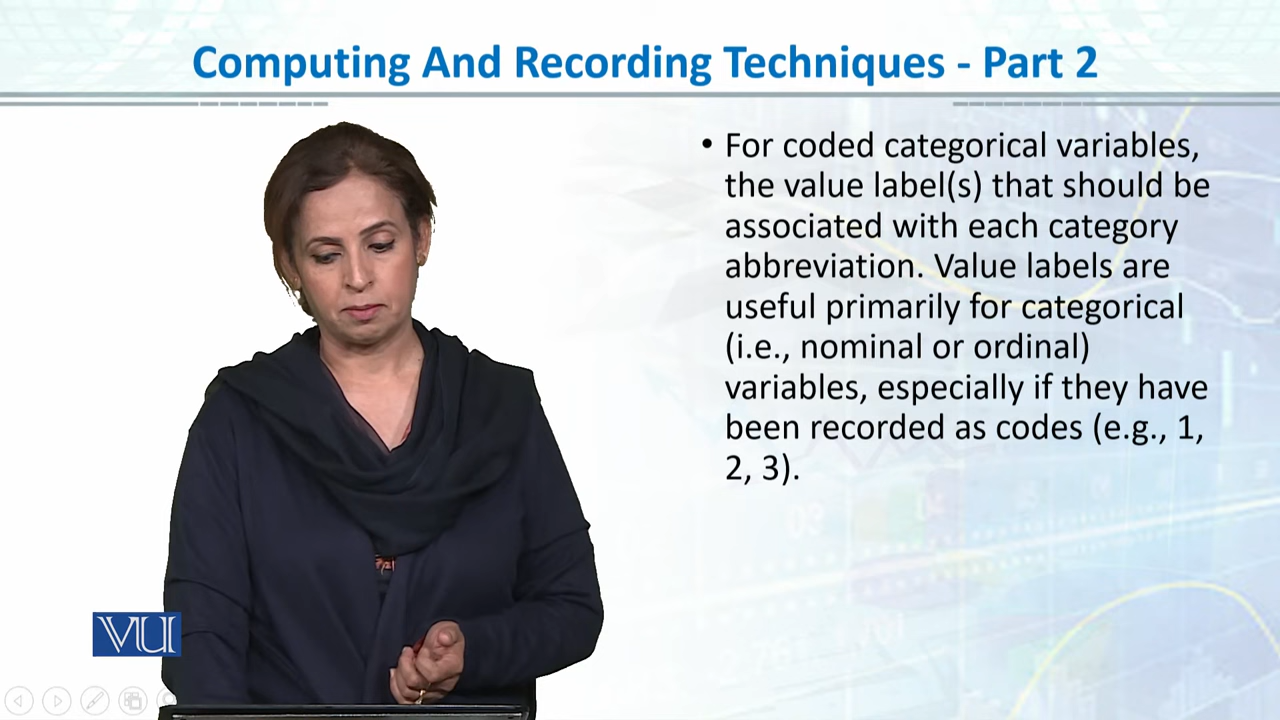 Computing And Recording Techniques - Part 2
• For coded categorical variables,
the value label(s) that should be
associated with each category
abbreviation. Value labels are
useful primarily for categorical
(i.e., nominal or ordinal)
variables, especially if they have
been recorded as codes (e.g., 1,
2, 3).
VU